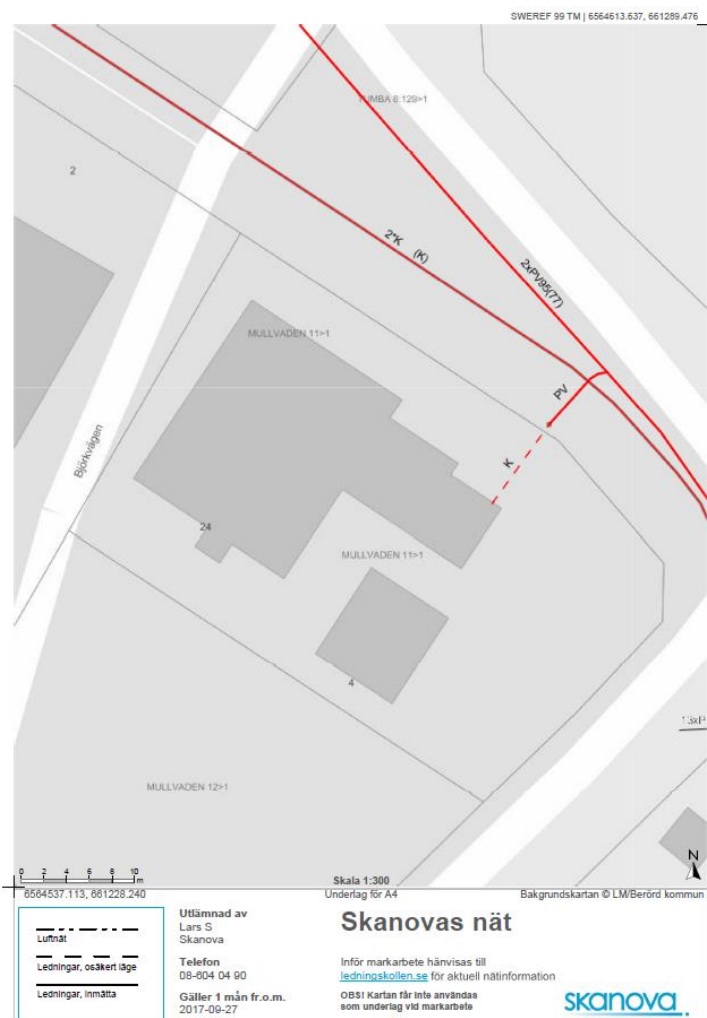 SWEREF 99 TM | 6564613.637, 661289.476
TUMBA 8:129>1
2
2*K (K)
2xPV95(77)
MULLVADEN 11>1
PV
Björkvägen
K
24
MULLVADEN 11>1
4
13xP
MULLVADEN 12>1
N
0 2 4 6 8 10
m
Skala 1:300
6564537.113, 661228.240
Underlag för A4
Bakgrundskartan © LM/Berörd kommun
Luftnät
Ledningar, osäkert läge
Ledningar, inmätta
Utlämnad av
Lars S
Skanova
Telefon
08-604 04 90
Gäller 1 mån fr.o.m.
2017-09-27
Skanovas nät
Inför markarbete hänvisas till
ledningskollen.se för aktuell nätinformation
OBS! Kartan får inte användas
som underlag vid markarbete
skanova